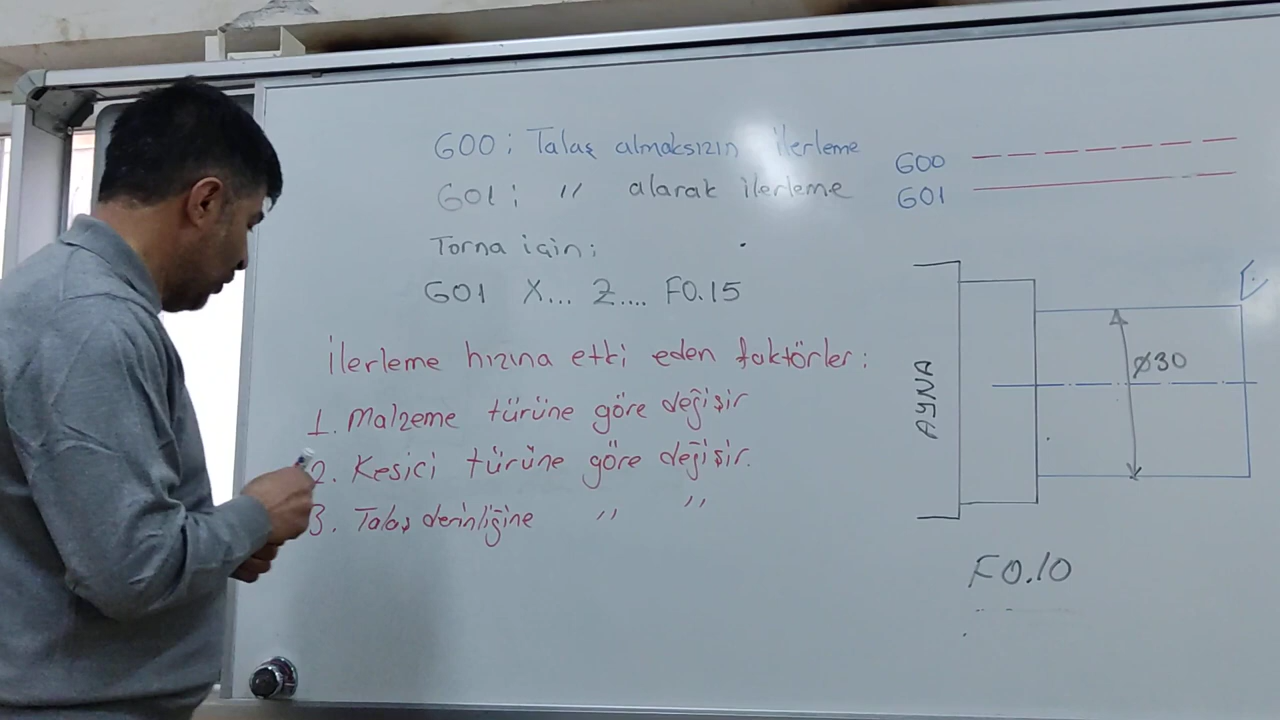 G00 ; Talaş almaksızın ilerleme
G01 ; '' alarak ilerleme
G00
G01
Torna için ;
G01 X... Z.... F0.15
İlerleme hızına etki eden faktörler :
1. Malzeme türüne göre değişir
2. Kesici türüne göre değişir.
3. Talaş derinliğine '' ''
AYNA
Ø30
F0.10